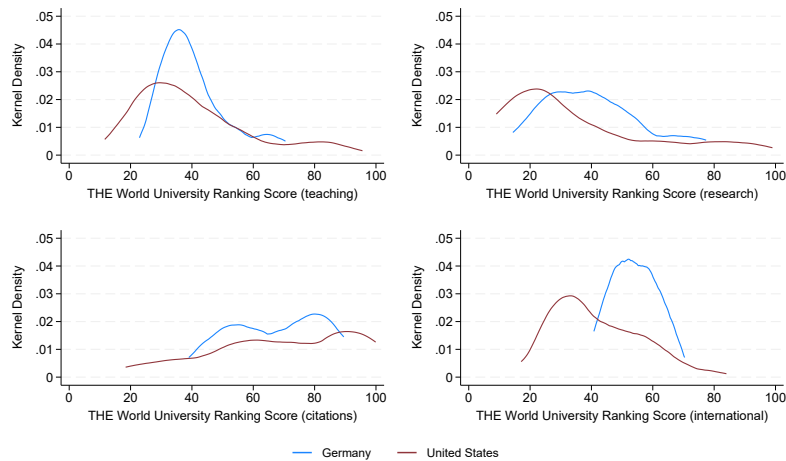 Kernel Density
.05
.04
.03
.02
.01
0
0 20 40 60 80 100
THE World University Ranking Score (teaching)
Kernel Density
.05
.04
.03
.02
.01
0
0 20 40 60 80 100
THE World University Ranking Score (research)
Kernel Density
.05
.04
.03
.02
.01
0
0 20 40 60 80 100
THE World University Ranking Score (citations)
Kernel Density
.05
.04
.03
.02
.01
0
0 20 40 60 80 100
THE World University Ranking Score (international)
Germany United States